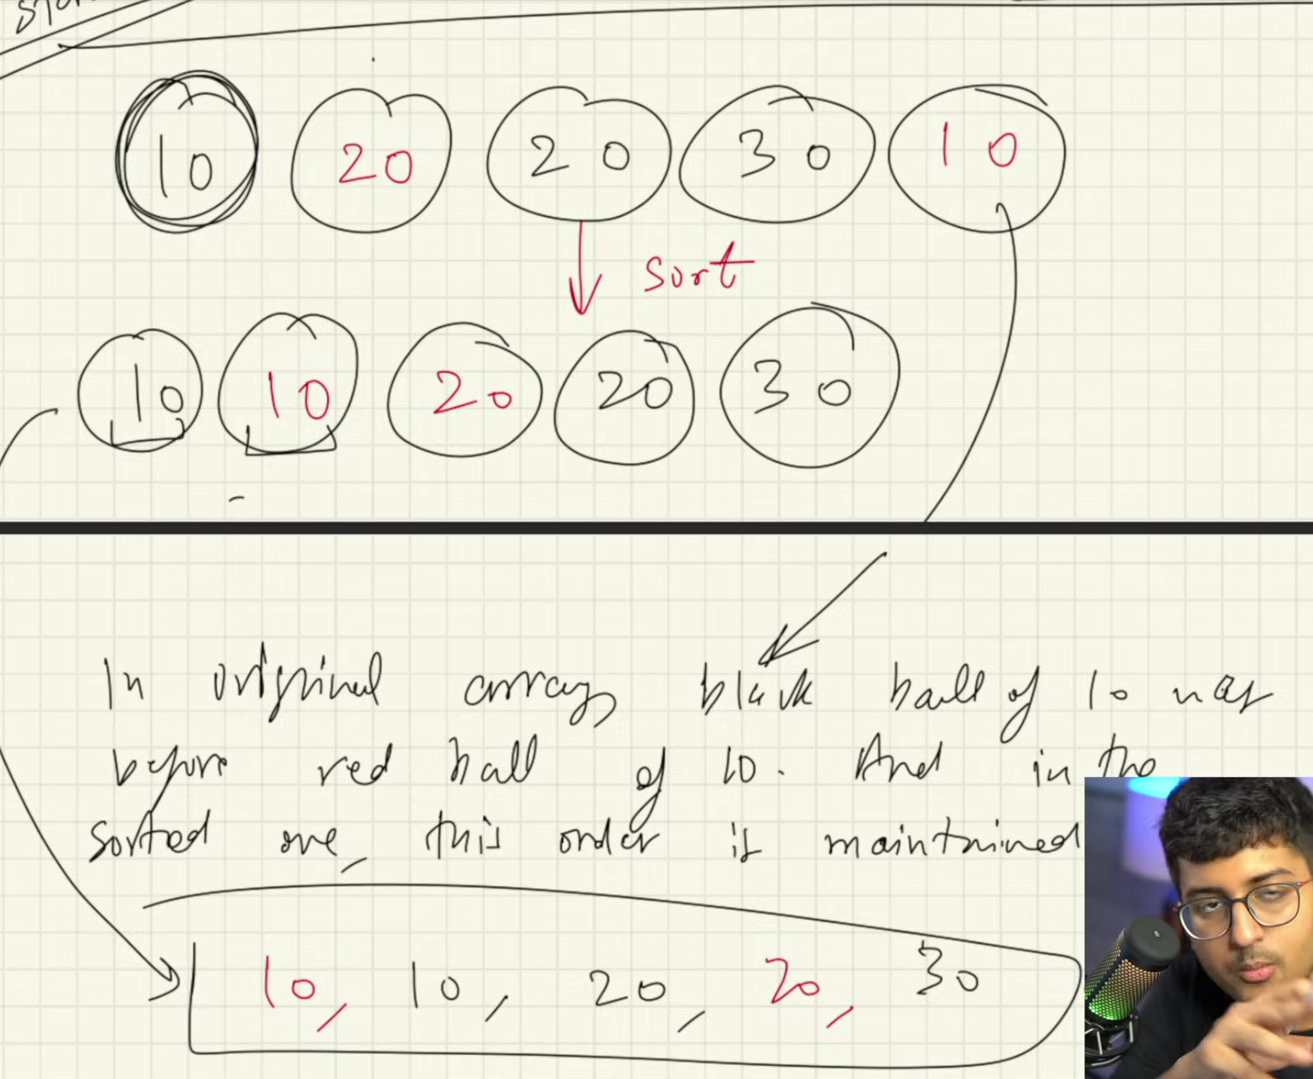 10 20 20 30 10
sort
10 10 20 20 30
In original array black ball of 10 was
before red ball of 10. And in the
sorted one, this order is maintained
10, 10, 20, 20, 30